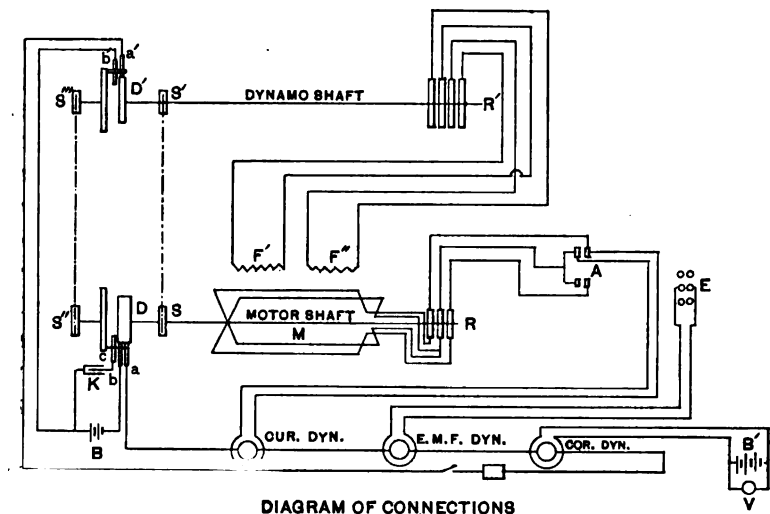 b' a'
D'
S''' S'
DYNAMO SHAFT
R'
F' F''
A
E
D S
S''
MOTOR SHAFT
M
R
c
K b a
B
CUR. DYN. E.M.F. DYN. COR. DYN.
B'
V
DIAGRAM OF CONNECTIONS